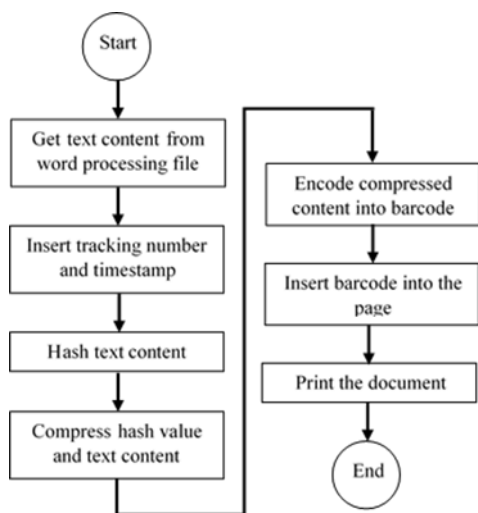 Start
Get text content from
word processing file
Insert tracking number
and timestamp
Hash text content
Compress hash value
and text content
Encode compressed
content into barcode
Insert barcode into the
page
Print the document
End